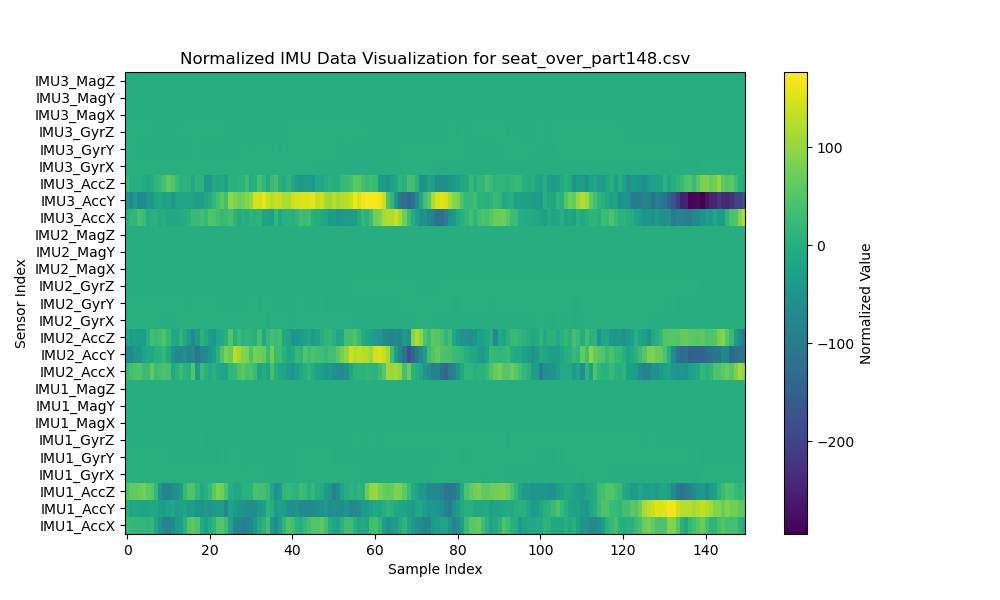 Normalized IMU Data Visualization for seat_over_part148.csv
IMU3_MagZ
IMU3_MagY
IMU3_MagX
IMU3_GyrZ
IMU3_GyrY
IMU3_GyrX
IMU3_AccZ
IMU3_AccY
IMU3_AccX
IMU2_MagZ
IMU2_MagY
IMU2_MagX
IMU2_GyrZ
IMU2_GyrY
IMU2_GyrX
IMU2_AccZ
IMU2_AccY
IMU2_AccX
IMU1_MagZ
IMU1_MagY
IMU1_MagX
IMU1_GyrZ
IMU1_GyrY
IMU1_GyrX
IMU1_AccZ
IMU1_AccY
IMU1_AccX
Sensor Index
0 20 40 60 80 100 120 140
Sample Index
100
0
−100
−200
Normalized Value